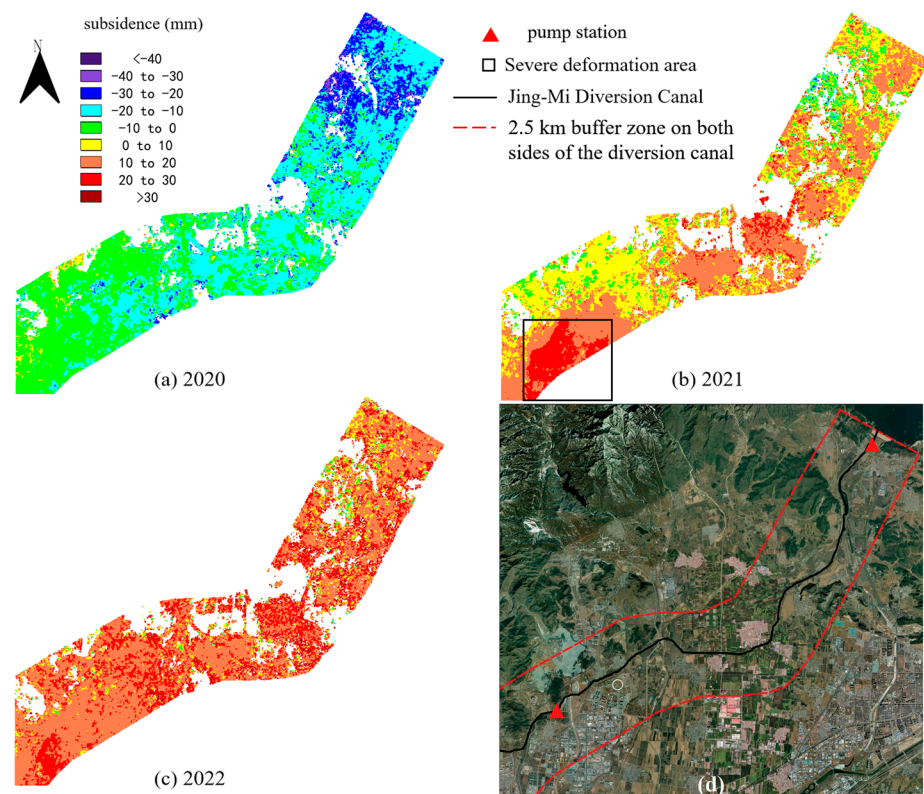 subsidence (mm)
N
<-40
-40 to -30
-30 to -20
-20 to -10
-10 to 0
0 to 10
10 to 20
20 to 30
>30
pump station
Severe deformation area
Jing-Mi Diversion Canal
2.5 km buffer zone on both
sides of the diversion canal
(a) 2020
(b) 2021
(c) 2022
(d)